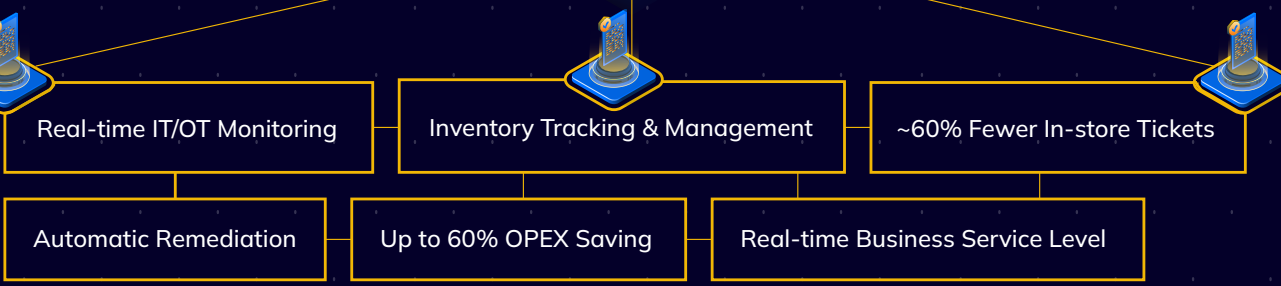 Real-time IT/OT Monitoring
Inventory Tracking & Management
~60% Fewer In-store Tickets
Automatic Remediation
Up to 60% OPEX Saving
Real-time Business Service Level